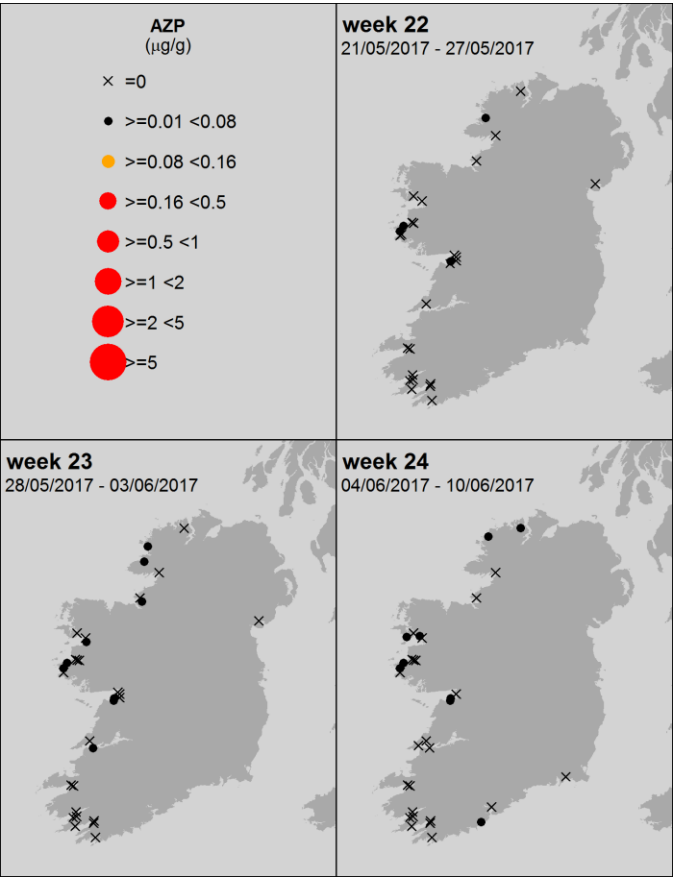 AZP
(µg/g)
=0
>=0.01 <0.08
>=0.08 <0.16
>=0.16 <0.5
>=0.5 <1
>=1 <2
>=2 <5
>=5
week 22
21/05/2017 - 27/05/2017
week 23
28/05/2017 - 03/06/2017
week 24
04/06/2017 - 10/06/2017